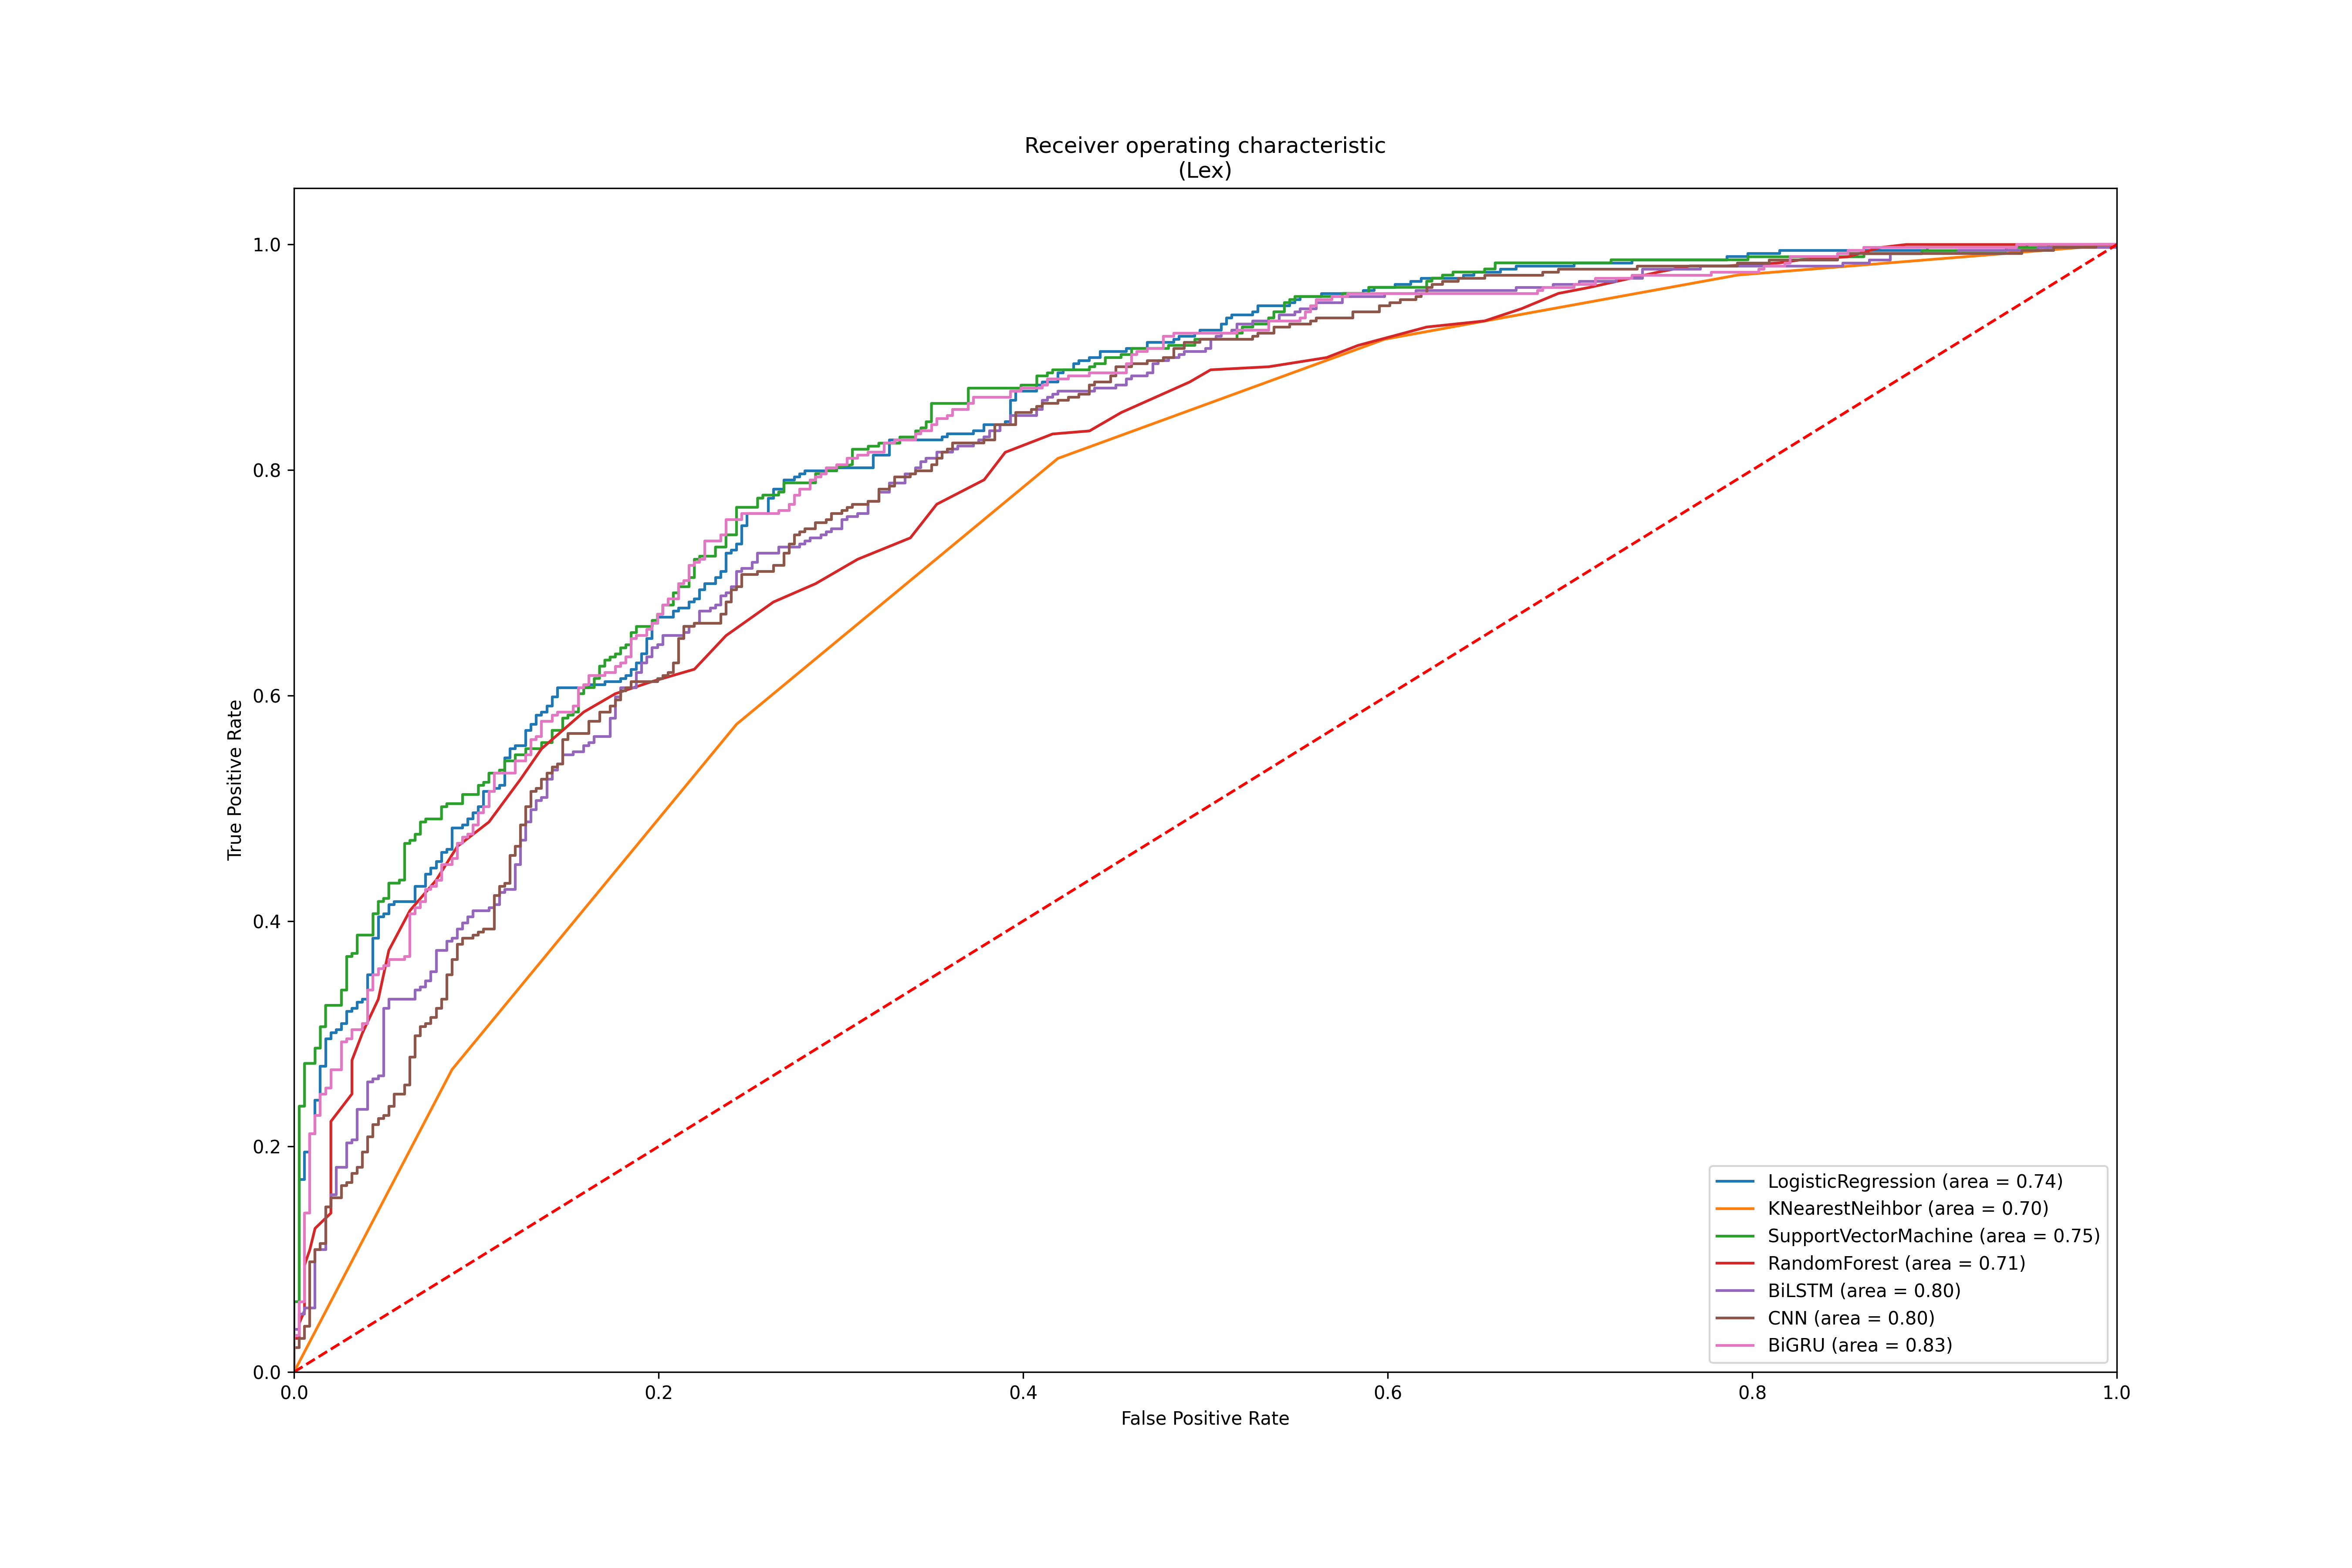 Receiver operating characteristic
(Lex)
True Positive Rate
1.0
0.8
0.6
0.4
0.2
0.0
0.0 0.2 0.4 0.6 0.8 1.0
False Positive Rate
LogisticRegression (area = 0.74)
KNearestNeihbor (area = 0.70)
SupportVectorMachine (area = 0.75)
RandomForest (area = 0.71)
BiLSTM (area = 0.80)
CNN (area = 0.80)
BiGRU (area = 0.83)